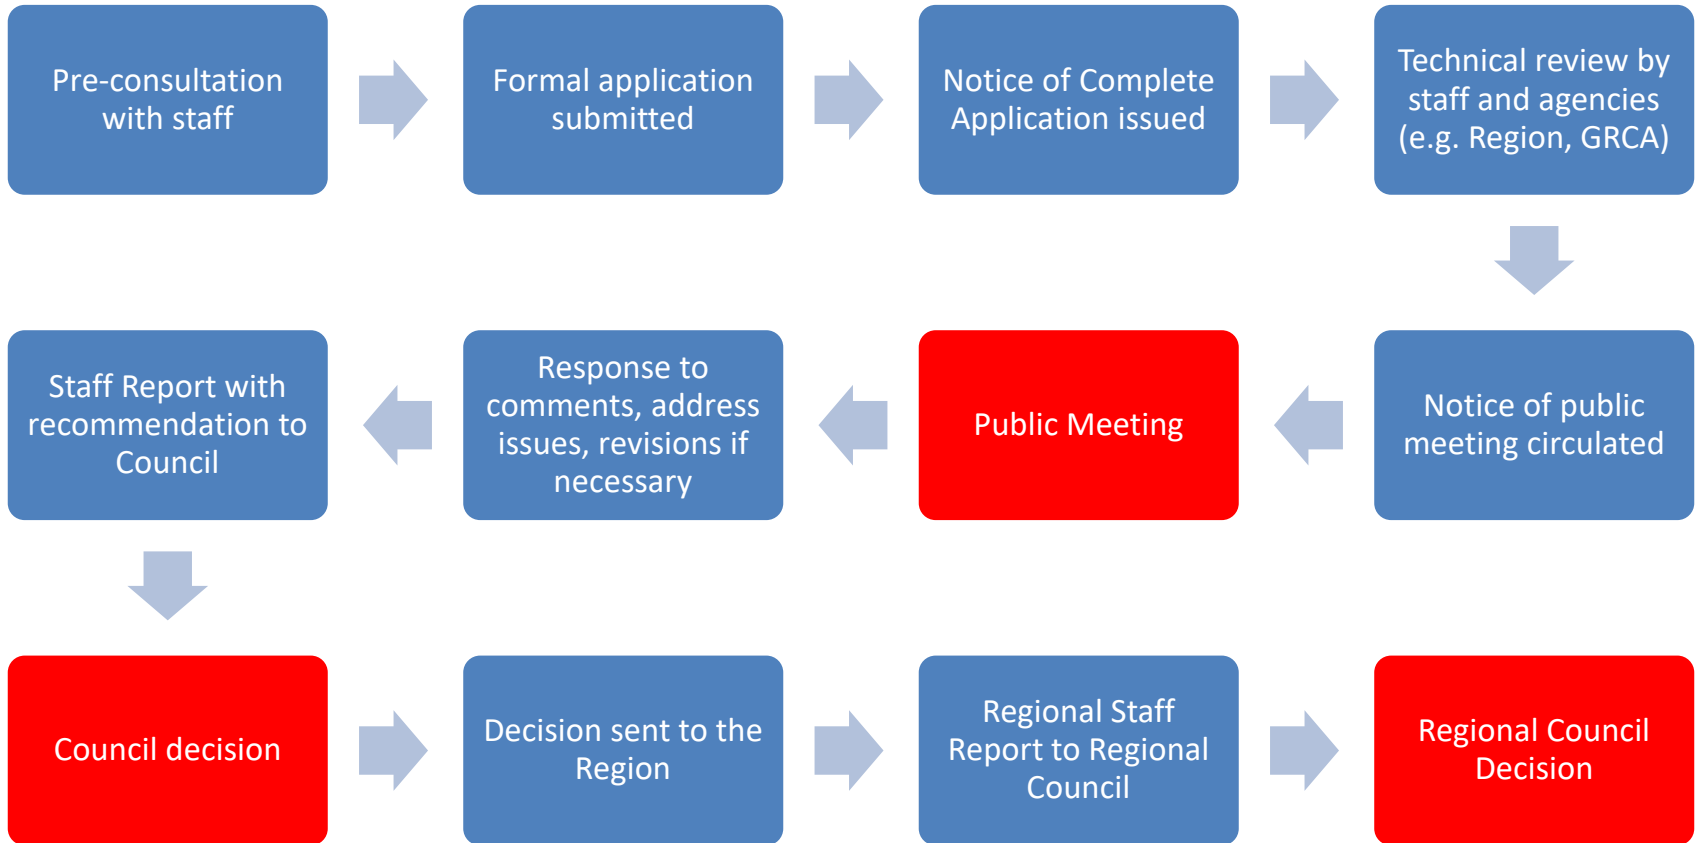 Pre-consultation
with staff
Formal application
submitted
Notice of Complete
Application issued
Technical review by
staff and agencies
(e.g. Region, GRCA)
Notice of public
meeting circulated
Public Meeting
Response to
comments, address
issues, revisions if
necessary
Staff Report with
recommendation to
Council
Council decision
Decision sent to the
Region
Regional Staff
Report to Regional
Council
Regional Council
Decision